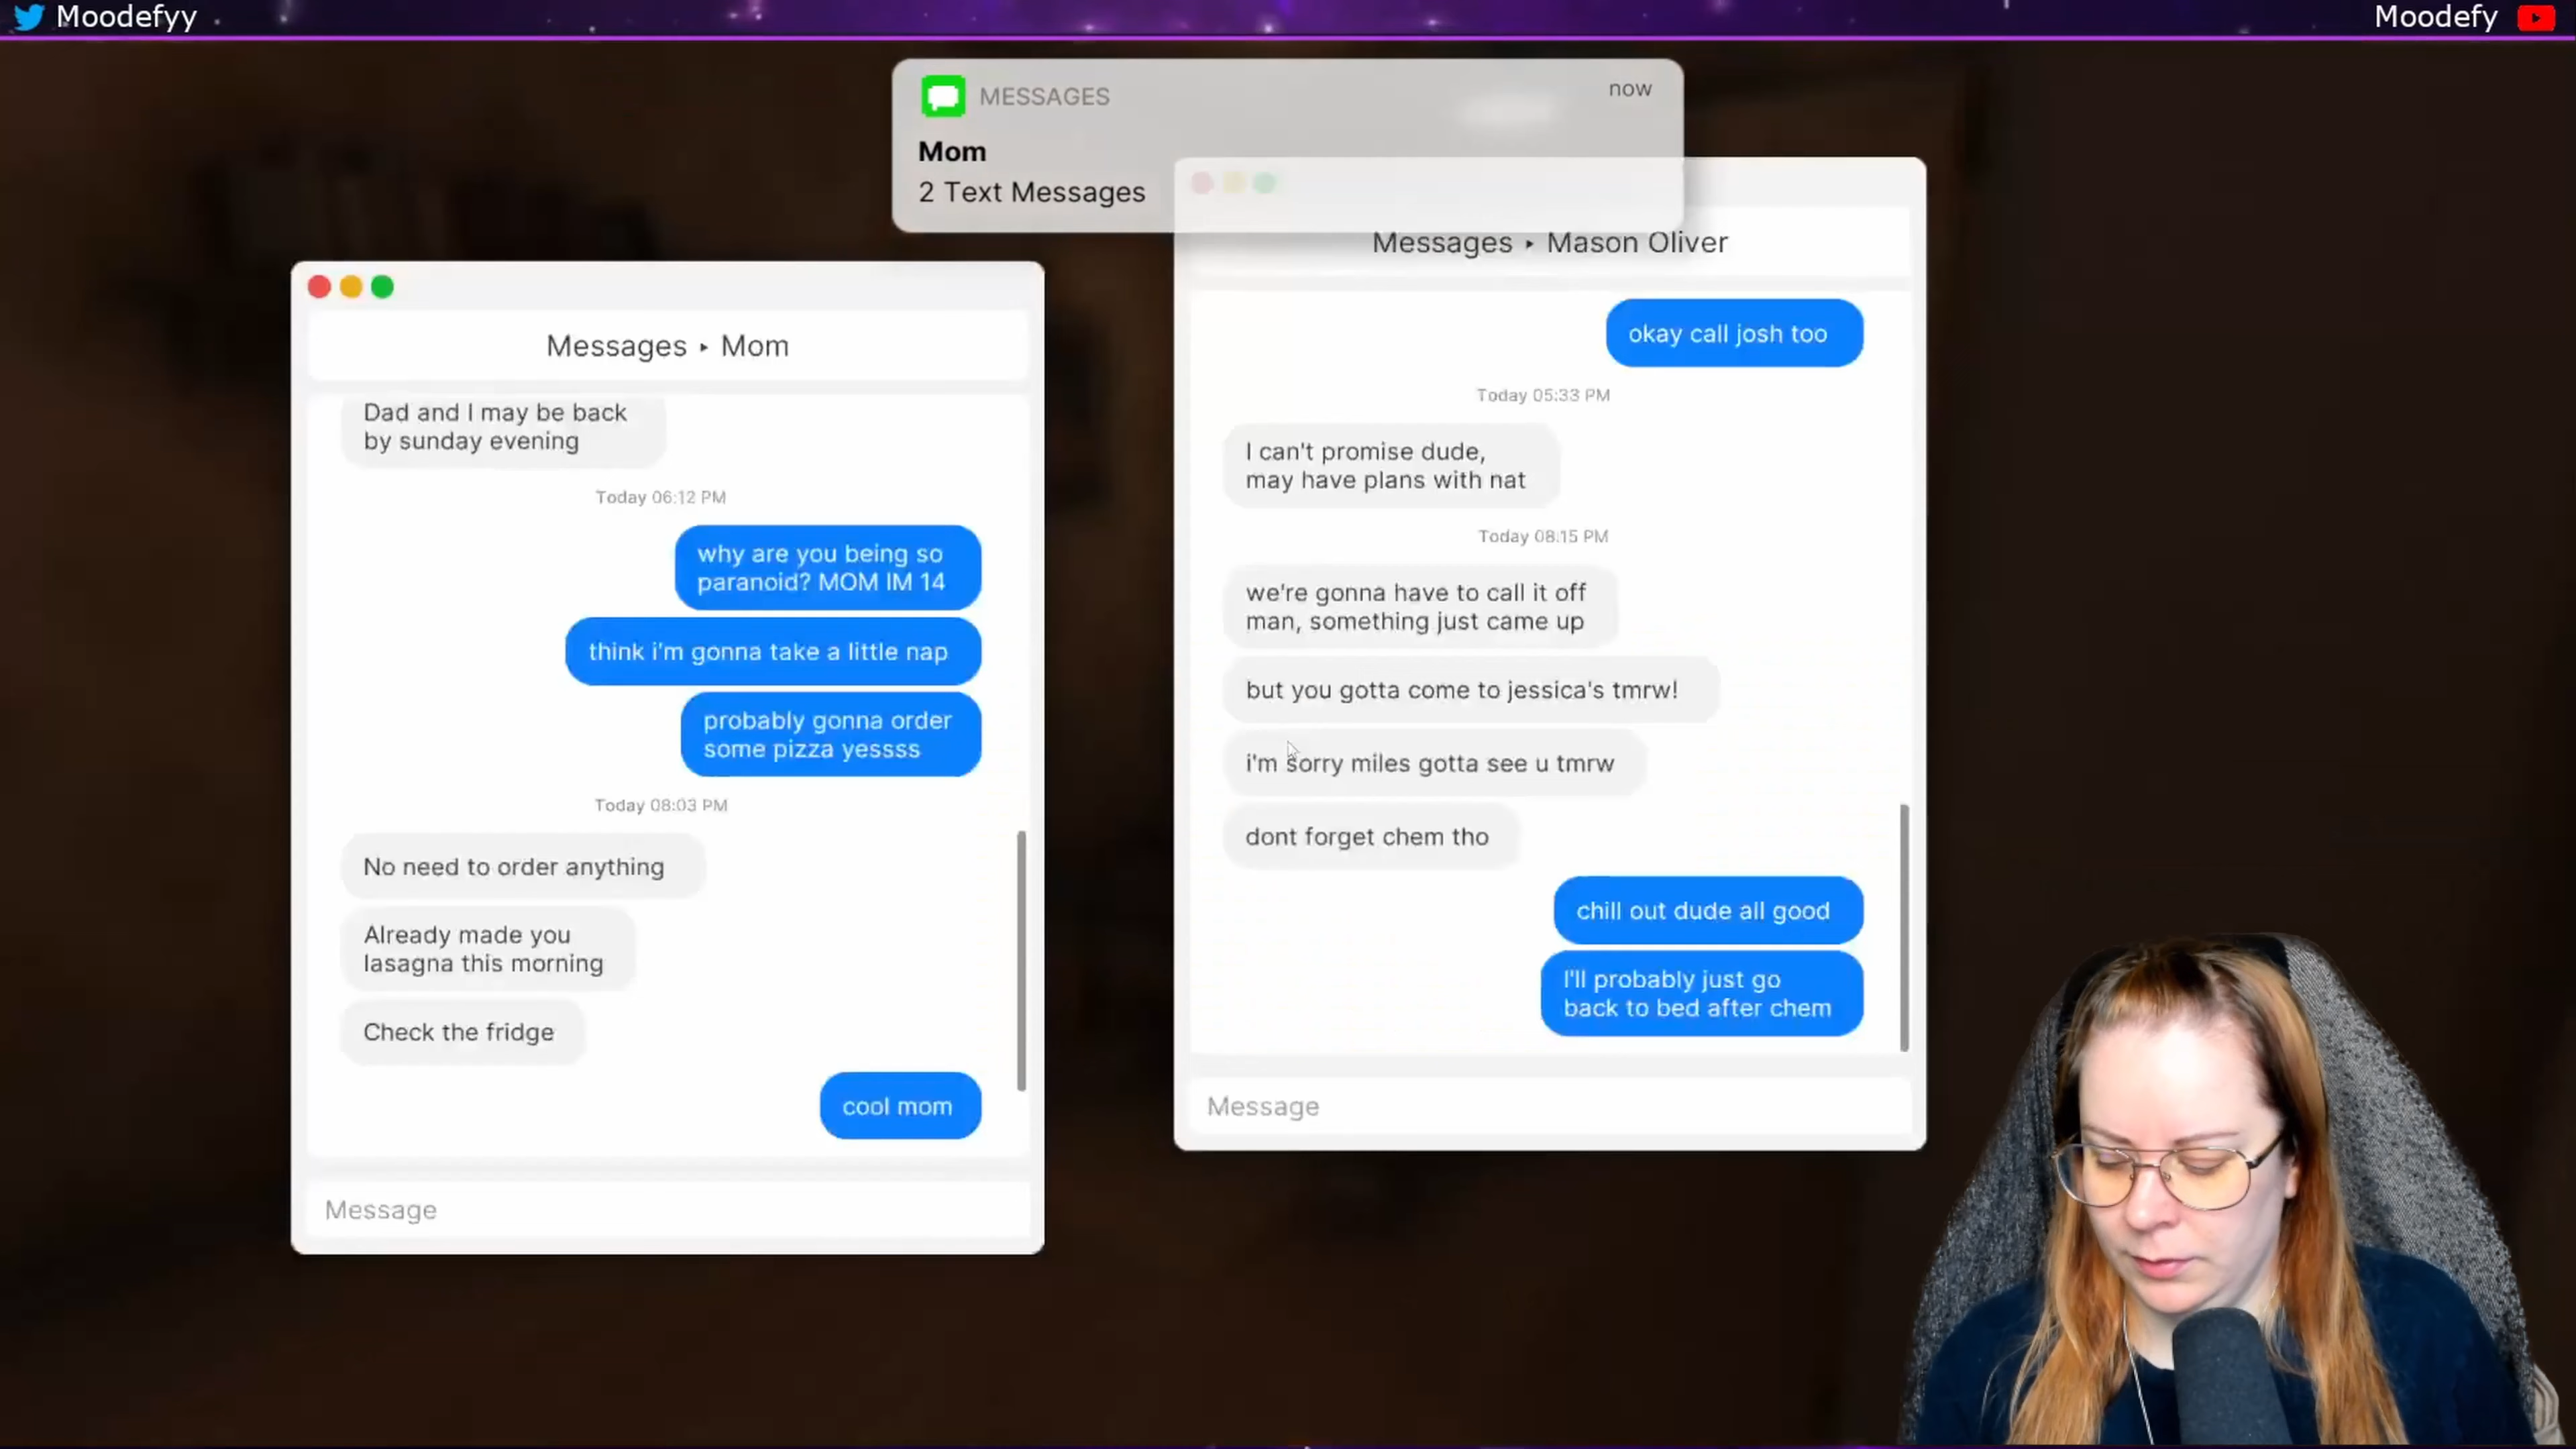 Moodefyy
Moodefy
MESSAGES
now
Mom
2 Text Messages
Messages ‣ Mom
Dad and I may be back
by sunday evening
Today 06:12 PM
why are you being so
paranoid? MOM IM 14
think i'm gonna take a little nap
probably gonna order
some pizza yessss
Today 08:03 PM
No need to order anything
Already made you
lasagna this morning
Check the fridge
cool mom
Message
Messages ‣ Mason Oliver
okay call josh too
Today 05:33 PM
I can't promise dude,
may have plans with nat
Today 08:15 PM
we're gonna have to call it off
man, something just came up
but you gotta come to jessica's tmrw!
i'm sorry miles gotta see u tmrw
dont forget chem tho
chill out dude all good
I'll probably just go
back to bed after chem
Message